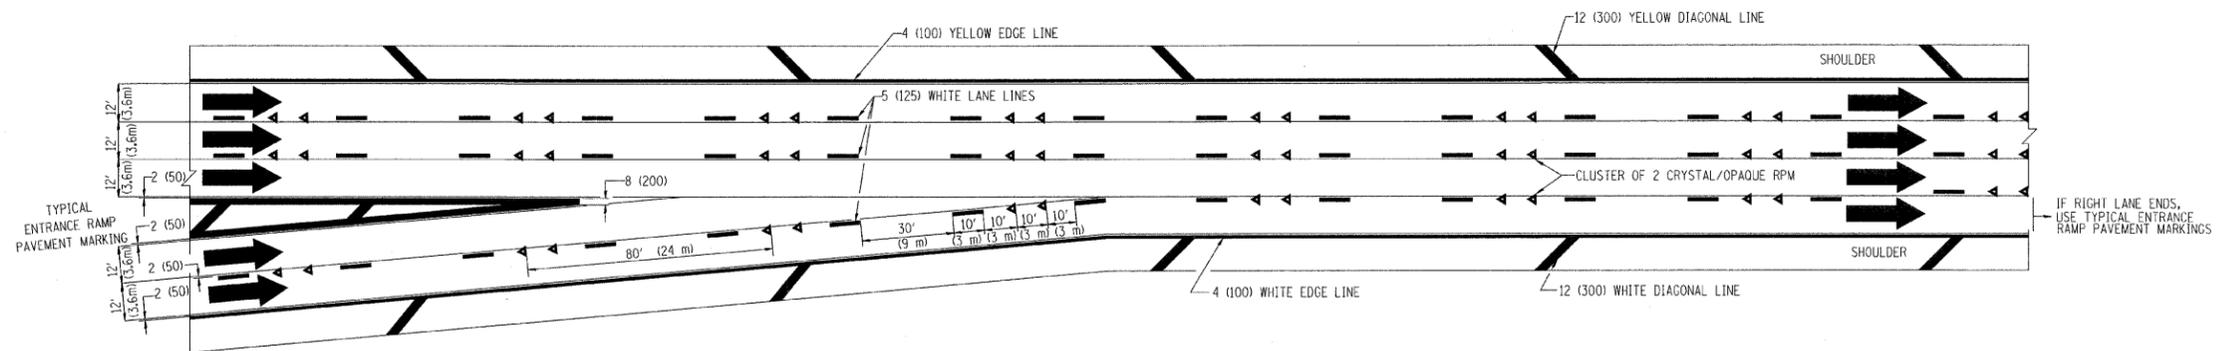 12 (300) YELLOW DIAGONAL LINE
4 (100) YELLOW EDGE LINE
SHOULDER
5 (125) WHITE LANE LINES
12'
(3.6m)
12'
(3.6m)
12'
(3.6m)
2 (50)
8 (200)
CLUSTER OF 2 CRYSTAL/OPAQUE RPM
TYPICAL
ENTRANCE RAMP
PAVEMENT MARKING
2 (50)
IF RIGHT LANE ENDS,
USE TYPICAL ENTRANCE
RAMP PAVEMENT MARKINGS
30'
(9 m)
10'
(3 m)
10'
(3 m)
10'
(3 m)
10'
(3 m)
80' (24 m)
SHOULDER
12'
(3.6m)
2 (50)
12'
(3.6m)
2 (50)
4 (100) WHITE EDGE LINE
12 (300) WHITE DIAGONAL LINE